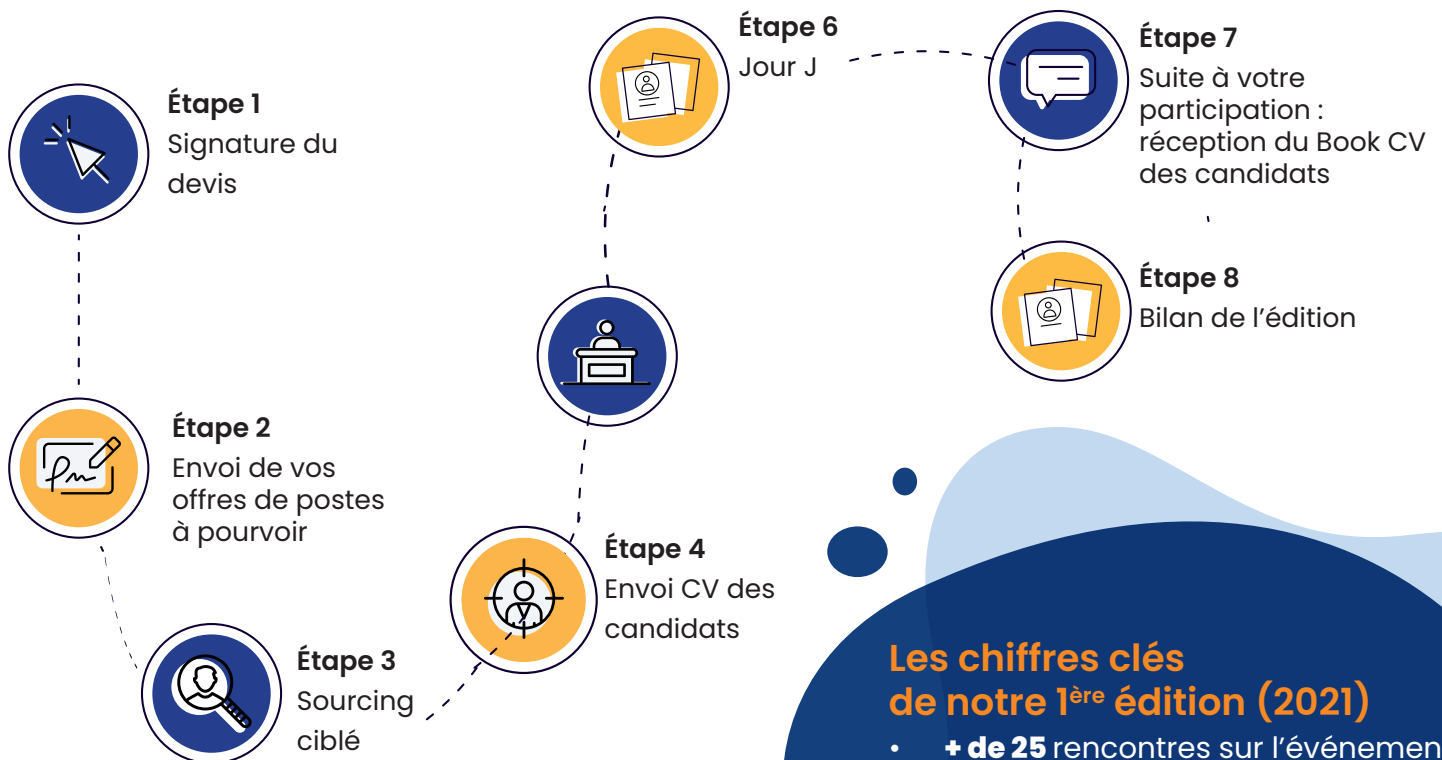 Étape 1
Signature du
devis
Étape 2
Envoi de vos
offres de postes
à pourvoir
Étape 3
Sourcing
ciblé
Étape 4
Envoi CV des
candidats
Étape 6
Jour J
Étape 7
Suite à votre
participation :
réception du Book CV
des candidats
Étape 8
Bilan de l’édition
Les chiffres clés
de notre 1ère édition (2021)
• + de 25 rencontres sur l’événemen